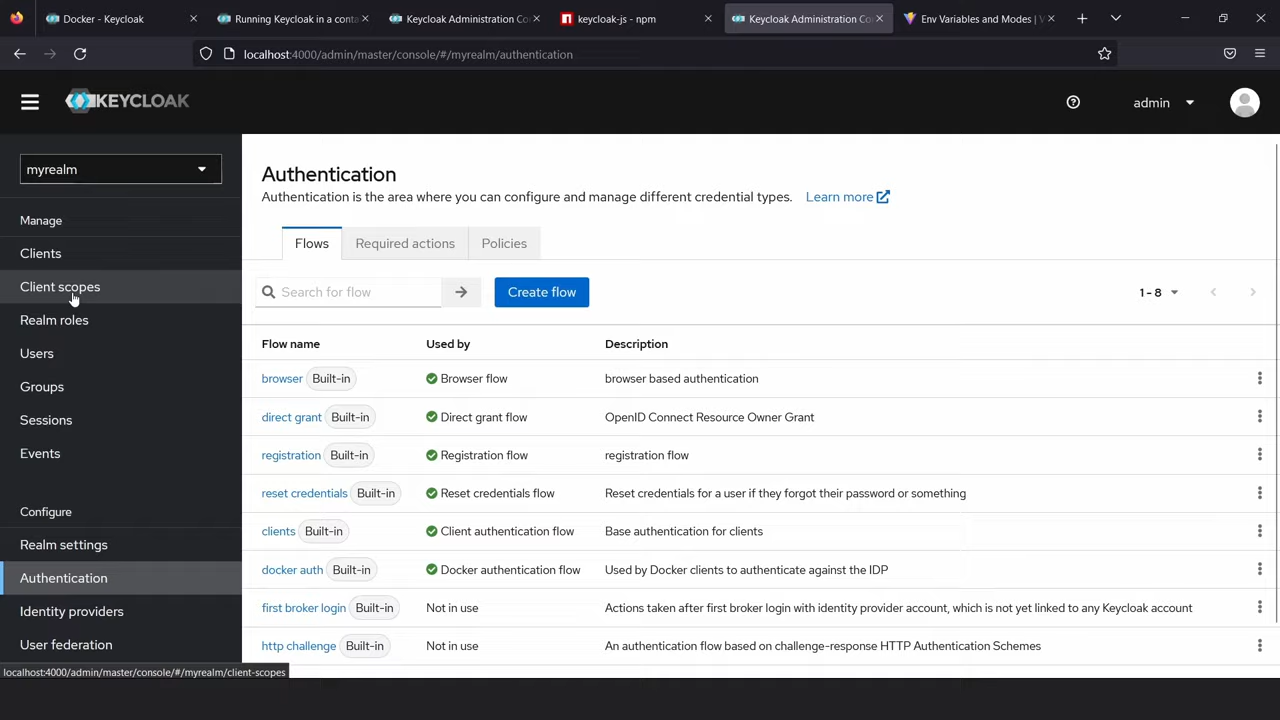 Docker - Keycloak
Running Keycloak in a conta
Keycloak Administration Co
keycloak-js - npm
Keycloak Administration Co
Env Variables and Modes | V
localhost:4000/admin/master/console/#/myrealm/authentication
KEYCLOAK
admin
myrealm
Manage
Clients
Client scopes
Realm roles
Users
Groups
Sessions
Events
Configure
Realm settings
Authentication
Identity providers
User federation
localhost:4000/admin/master/console/#/myrealm/client-scopes
Authentication
Authentication is the area where you can configure and manage different credential types. Learn more
Flows Required actions Policies
Search for flow Create flow 1 - 8
Flow name Used by Description
browser Built-in Browser flow browser based authentication
direct grant Built-in Direct grant flow OpenID Connect Resource Owner Grant
registration Built-in Registration flow registration flow
reset credentials Built-in Reset credentials flow Reset credentials for a user if they forgot their password or something
clients Built-in Client authentication flow Base authentication for clients
docker auth Built-in Docker authentication flow Used by Docker clients to authenticate against the IDP
first broker login Built-in Not in use Actions taken after first broker login with identity provider account, which is not yet linked to any Keycloak account
http challenge Built-in Not in use An authentication flow based on challenge-response HTTP Authentication Schemes